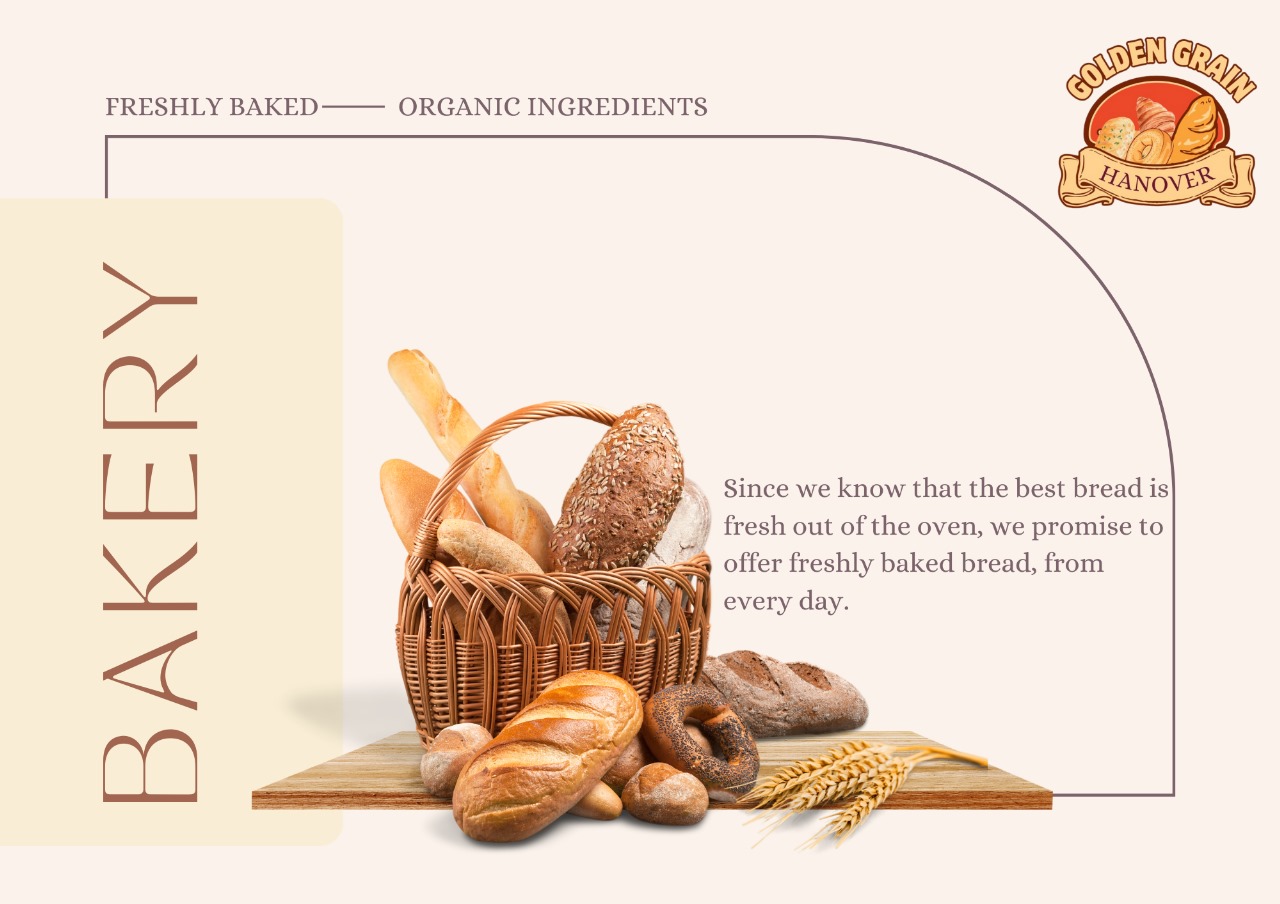 GOLDEN GRAIN
HANOVER
FRESHLY BAKED
ORGANIC INGREDIENTS
BAKERY
Since we know that the best bread is
fresh out of the oven, we promise to
offer freshly baked bread, from
every day.